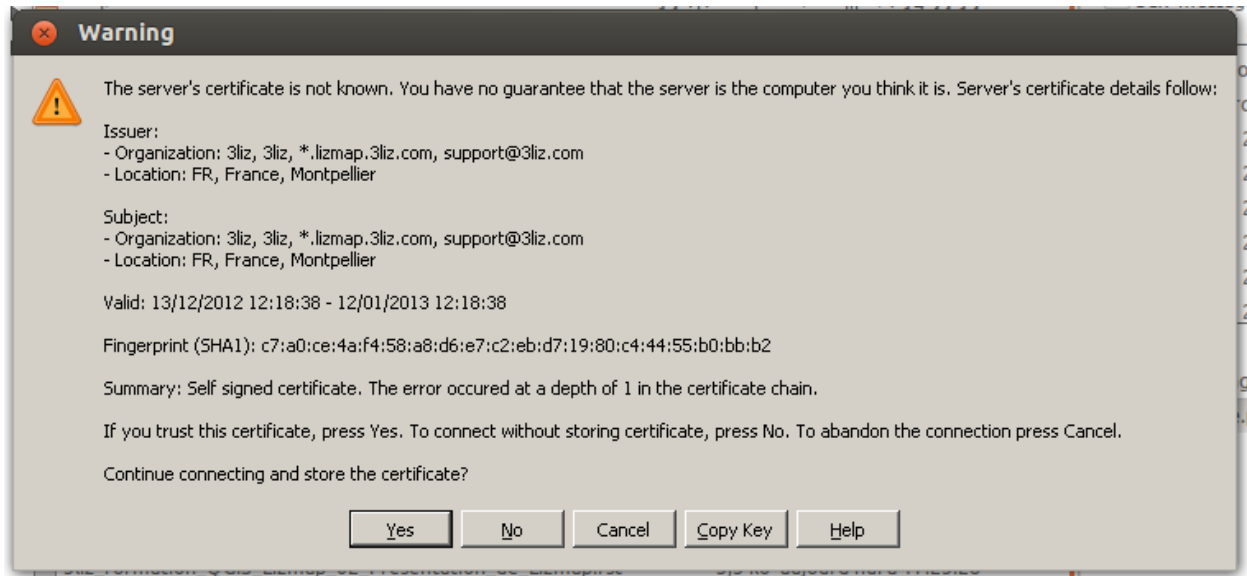 Warning
The server's certificate is not known. You have no guarantee that the server is the computer you think it is. Server's certificate details follow:
Issuer:
- Organization: 3liz, 3liz, *.lizmap.3liz.com, support@3liz.com
- Location: FR, France, Montpellier
Subject:
- Organization: 3liz, 3liz, *.lizmap.3liz.com, support@3liz.com
- Location: FR, France, Montpellier
Valid: 13/12/2012 12:18:38 - 12/01/2013 12:18:38
Fingerprint (SHA1): c7:a0:ce:4a:f4:58:a8:d6:e7:c2:eb:d7:19:80:c4:44:55:b0:bb:b2
Summary: Self signed certificate. The error occured at a depth of 1 in the certificate chain.
If you trust this certificate, press Yes. To connect without storing certificate, press No. To abandon the connection press Cancel.
Continue connecting and store the certificate?
Yes No Cancel Copy Key Help